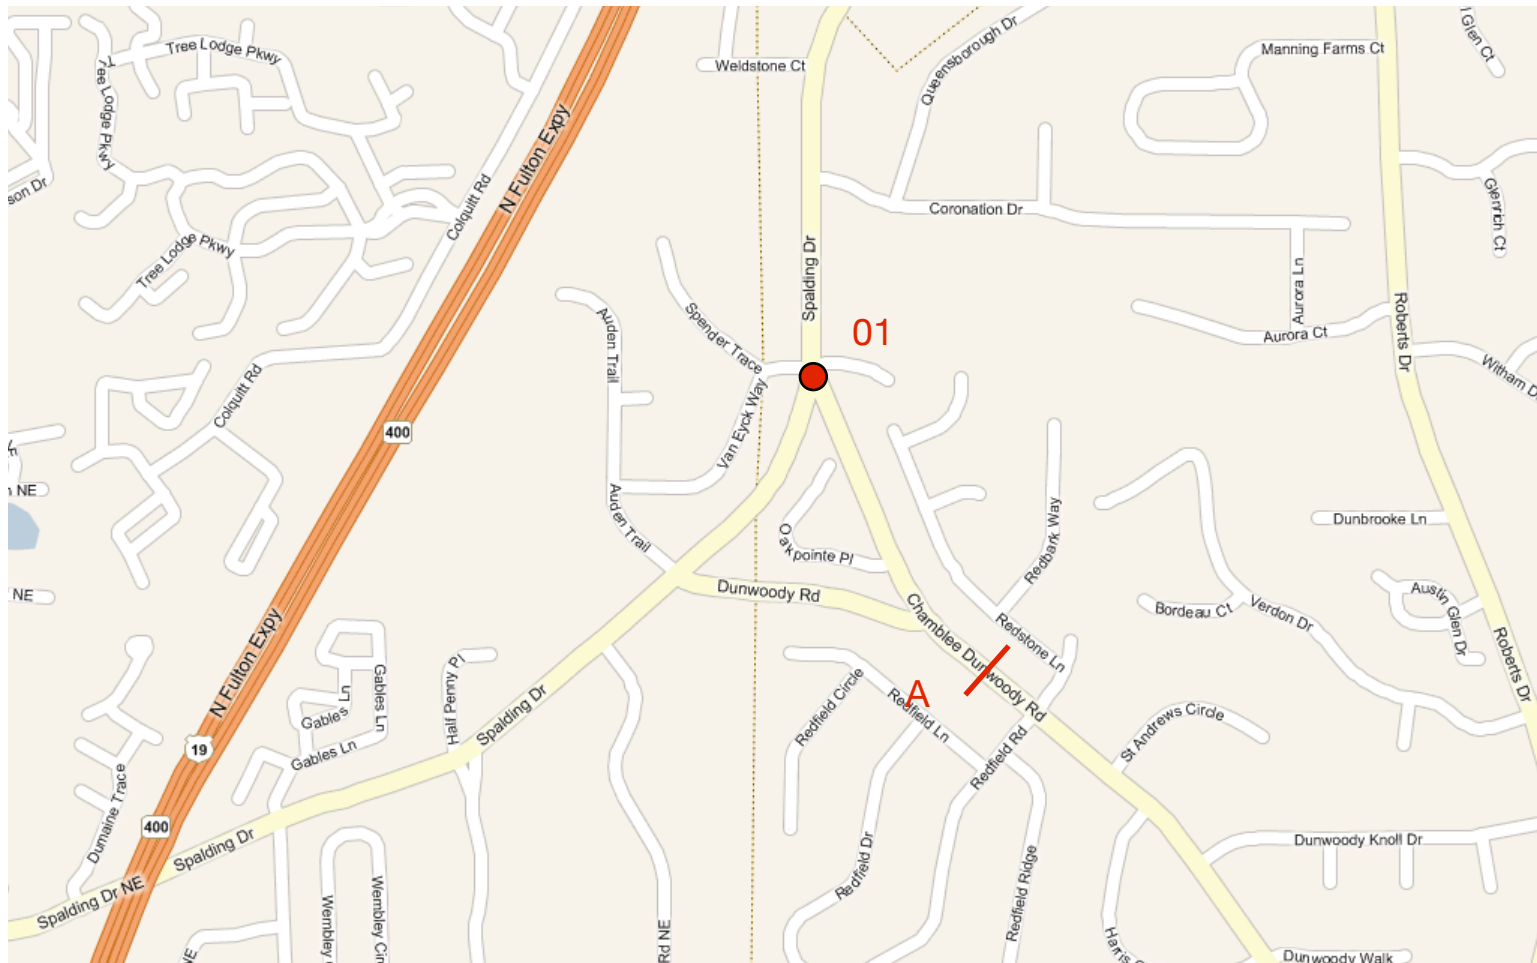 Tree Lodge Pkwy
Tree Lodge Pkwy
Weldstone Ct
Queensborough Dr
Manning Farms Ct
l Glen Ct
N Fulton Expy
Colquitt Rd
son Dr
Tree Lodge Pkwy
Coronation Dr
Glenrich Ct
Spalding Dr
Aurora Ln
Aurora Ct
Roberts Dr
Witham D
01
Auden Trail
Spender Trace
Van Eyck Way
Colquitt Rd
400
n NE
Auden Trail
Oakpointe Pl
Redbark Way
Dunbrooke Ln
NE
Dunwoody Rd
Chamblee Dunwoody Rd
Redstone Ln
Bordeau Ct
Verdon Dr
Austin Glen Dr
Roberts Dr
N Fulton Expy
Gables Ln
Gables Ln
Gables Ln
Half Penny Pl
Spalding Dr
A
Redfield Circle
Redfield Ln
Redfield Rd
St Andrews Circle
19
400
Dumaine Trace
Spalding Dr
Spalding Dr NE
Redfield Dr
Redfield Ridge
Dunwoody Knoll Dr
Wembley
Wembley Cir
Rd NE
NE
Harris
Dunwoody Walk